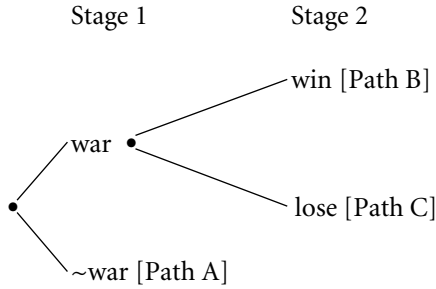 Stage 1 Stage 2
win [Path B]
war
lose [Path C]
~war [Path A]